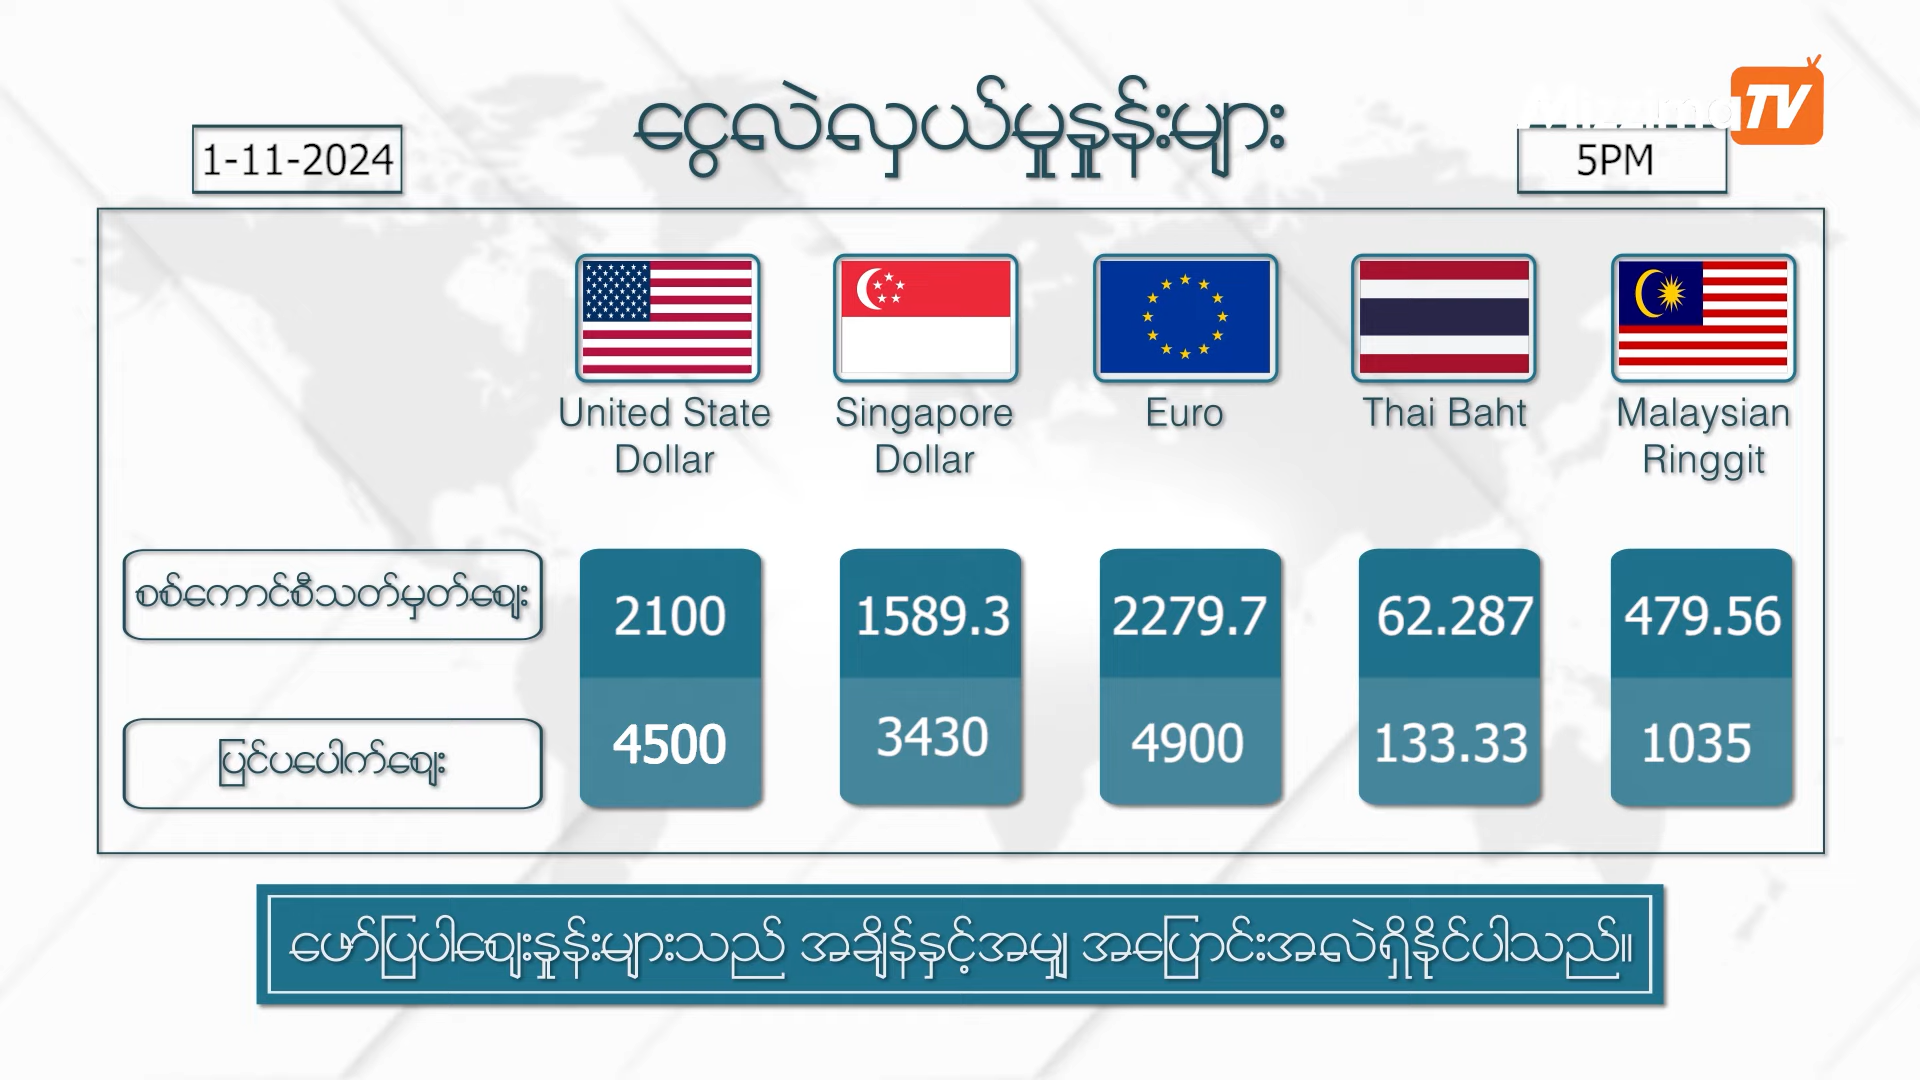 ငွေလဲလှယ်မှုနှုန်းများ
TV
1-11-2024
5PM
United State Dollar
Singapore Dollar
Euro
Thai Baht
Malaysian Ringgit
စစ်ကောင်စီသတ်မှတ်ဈေး
2100
1589.3
2279.7
62.287
479.56
ပြင်ပပေါက်ဈေး
4500
3430
4900
133.33
1035
ဖော်ပြပါဈေးနှုန်းများသည် အချိန်နှင့်အမျှ အပြောင်းအလဲရှိနိုင်ပါသည်။